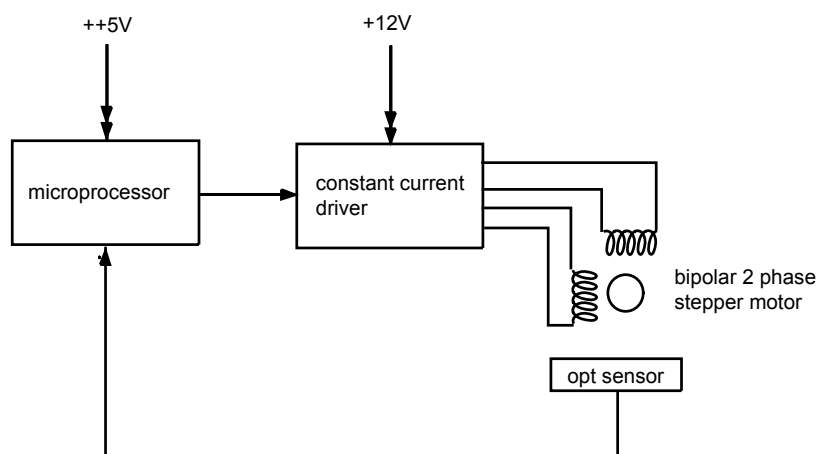 ++5V
+12V
microprocessor
constant current
driver
bipolar 2 phase
stepper motor
opt sensor